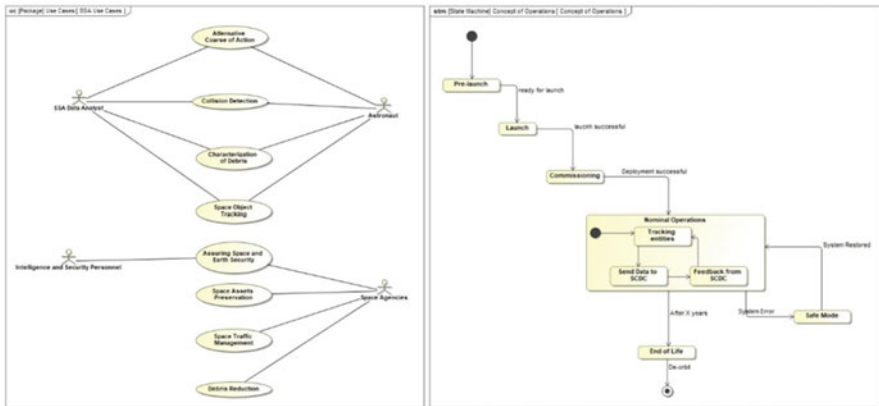 uc [Package] Use Cases [ SSA Use Cases ]
Alternative
Coarse of Action
SSA Data Analyst
Collision Detection
Astronaut
Characterization
of Debris
Space Object
Tracking
Intelligence and Security Personnel
Assuring Space and
Earth Security
Space Assets
Preservation
Space Agencies
Space Traffic
Management
Debris Reduction
stm [State Machine] Concept of Operations [ Concept of Operations ]
Pre-launch
ready for launch
Launch
laucnh successful
Commissioning
Deployment successful
Nominal Operations
Tracking
entities
System Restored
Send Data to
SCDC
Feedback from
SCDC
After X years
System Error
Safe Mode
End of Life
De-orbit